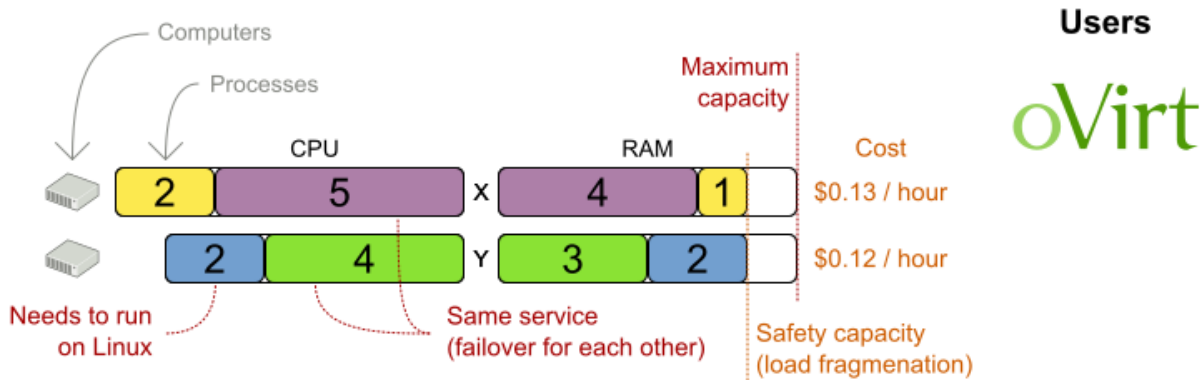 Users
Computers
Processes
Maximum
capacity
oVirt
CPU
RAM
Cost
2
5
X
4
1
$0.13 / hour
2
4
Y
3
2
$0.12 / hour
Needs to run
on Linux
Same service
(failover for each other)
Safety capacity
(load fragmenation)